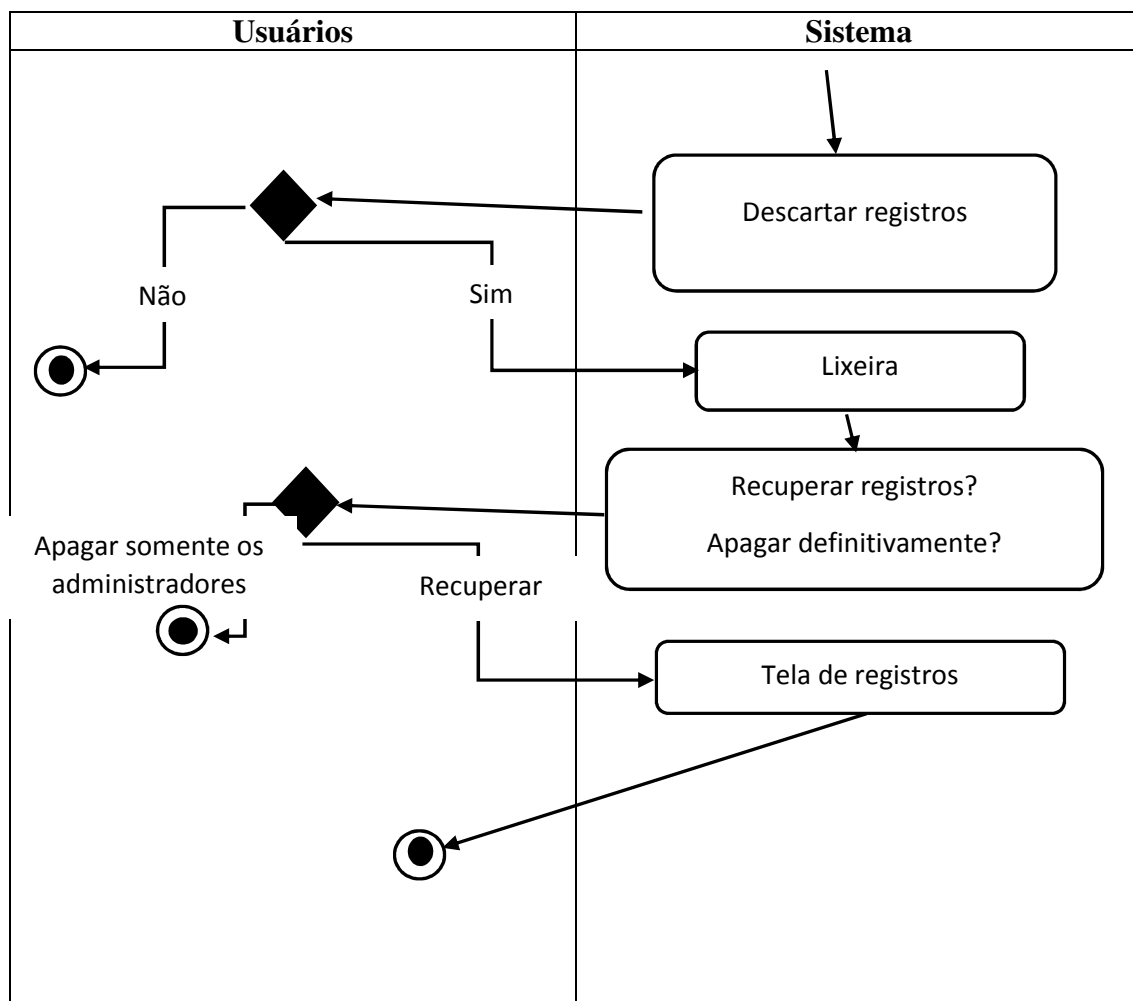 Usuários
Sistema
Descartar registros
Não
Sim
Lixeira
Recuperar registros?
Apagar definitivamente?
Apagar somente os
administradores
Recuperar
Tela de registros